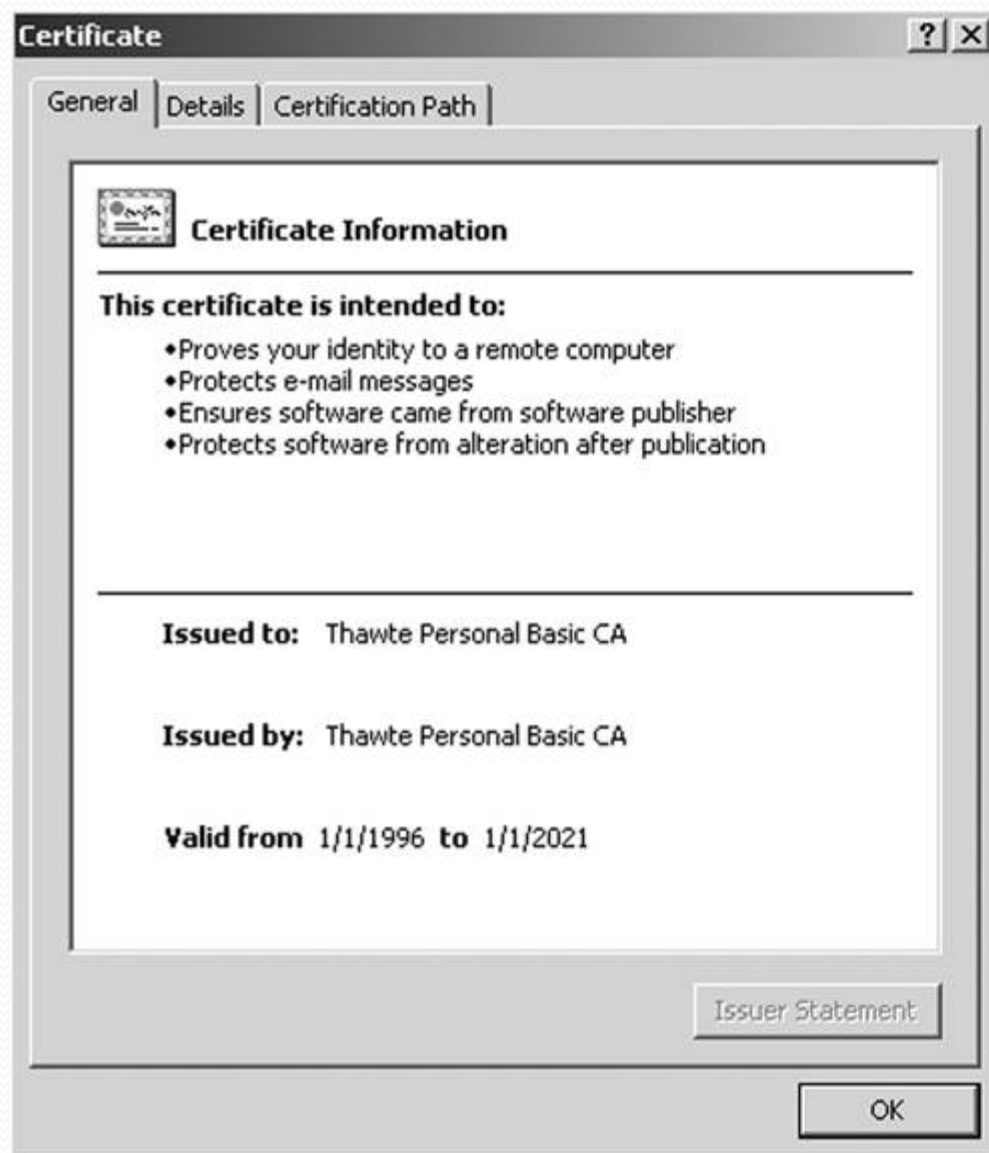 Certificate
? ×
General Details Certification Path
Certificate Information
This certificate is intended to:
•Proves your identity to a remote computer
•Protects e-mail messages
•Ensures software came from software publisher
•Protects software from alteration after publication
Issued to: Thawte Personal Basic CA
Issued by: Thawte Personal Basic CA
Valid from 1/1/1996 to 1/1/2021
Issuer Statement
OK